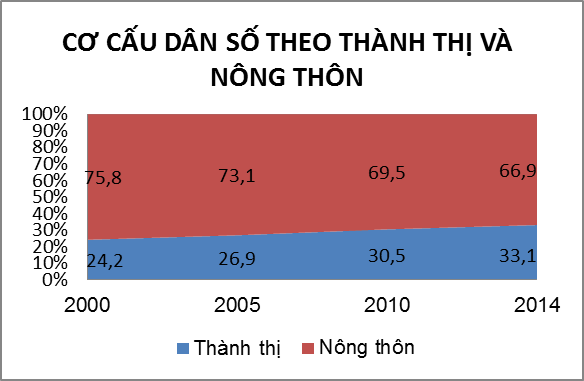 CƠ CẤU DÂN SỐ THEO THÀNH THỊ VÀ
NÔNG THÔN
100%
90%
80%
70%
60%
50%
40%
30%
20%
10%
0%
75,8 73,1 69,5 66,9
24,2 26,9 30,5 33,1
2000 2005 2010 2014
Thành thị Nông thôn